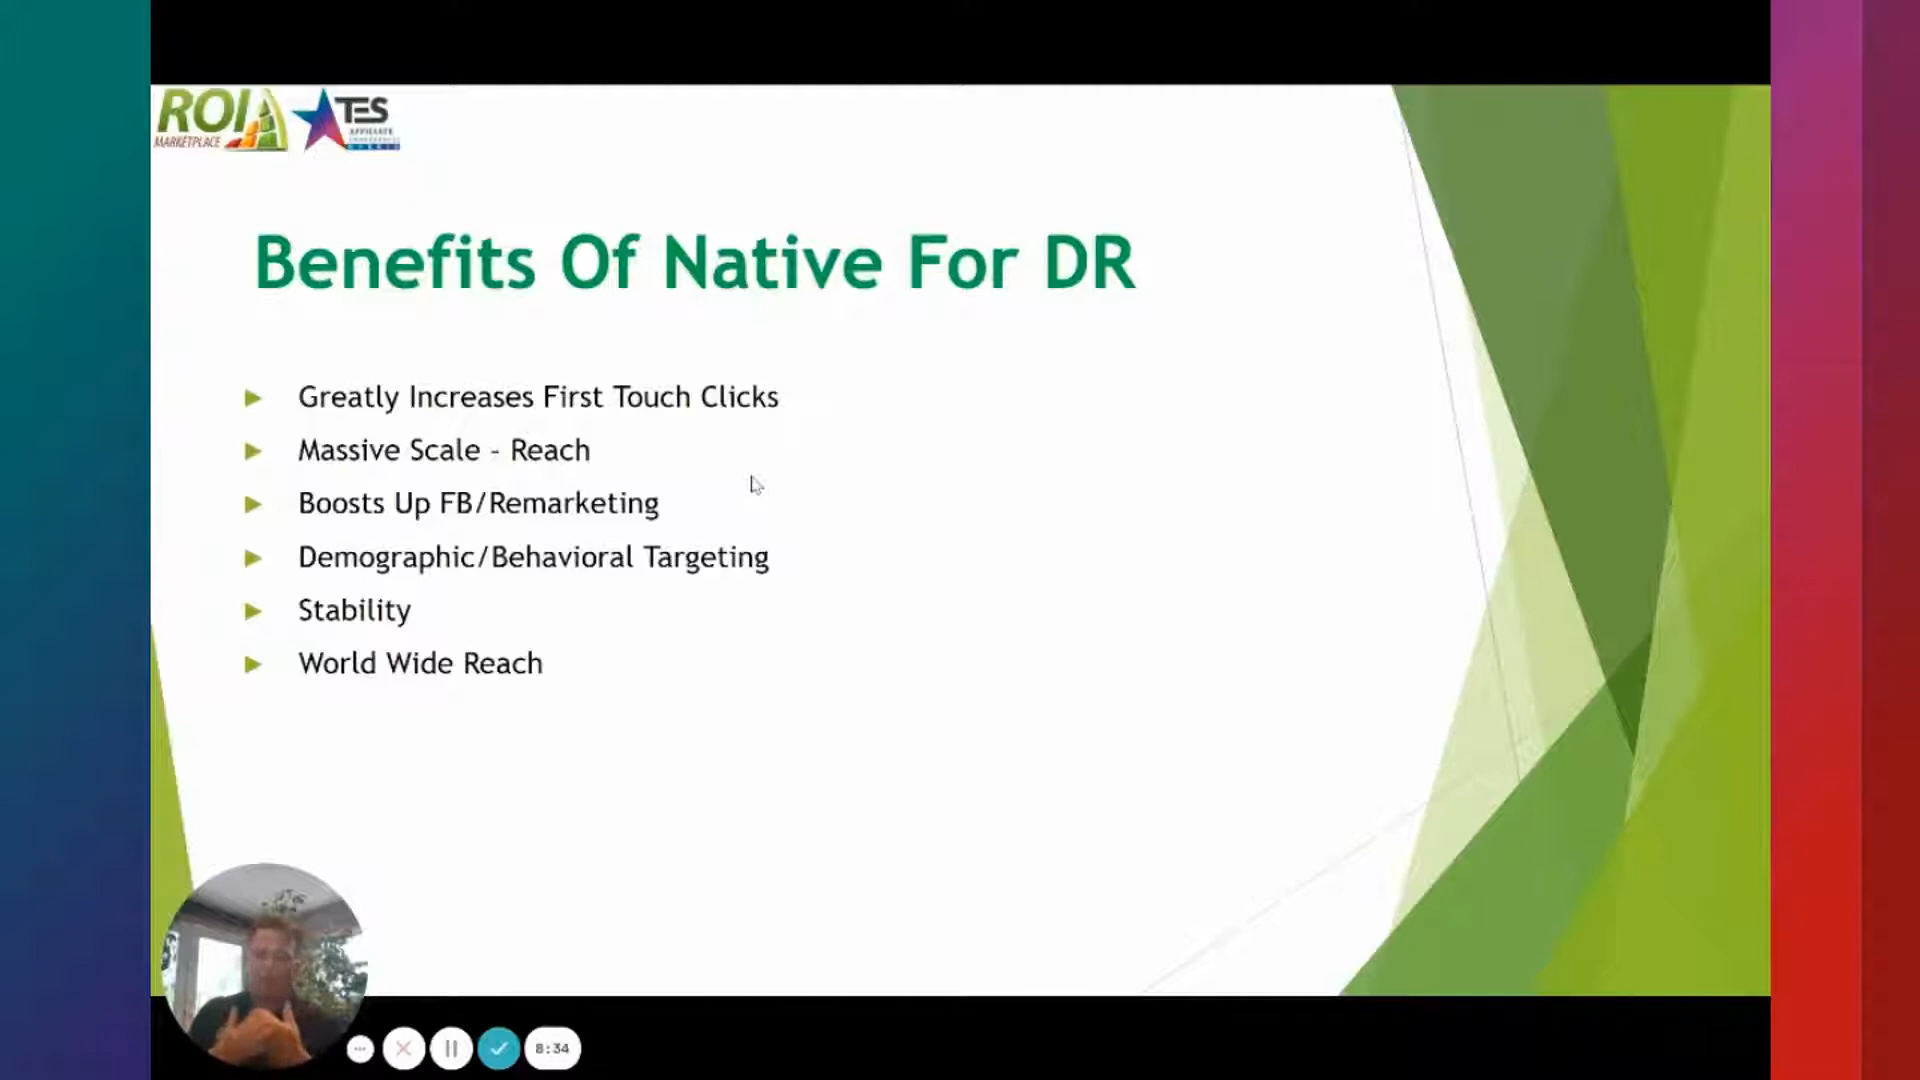 ROI
MARKETPLACE
TES
AFFILIATE
Benefits Of Native For DR
Greatly Increases First Touch Clicks
Massive Scale - Reach
Boosts Up FB/Remarketing
Demographic/Behavioral Targeting
Stability
World Wide Reach
8:34